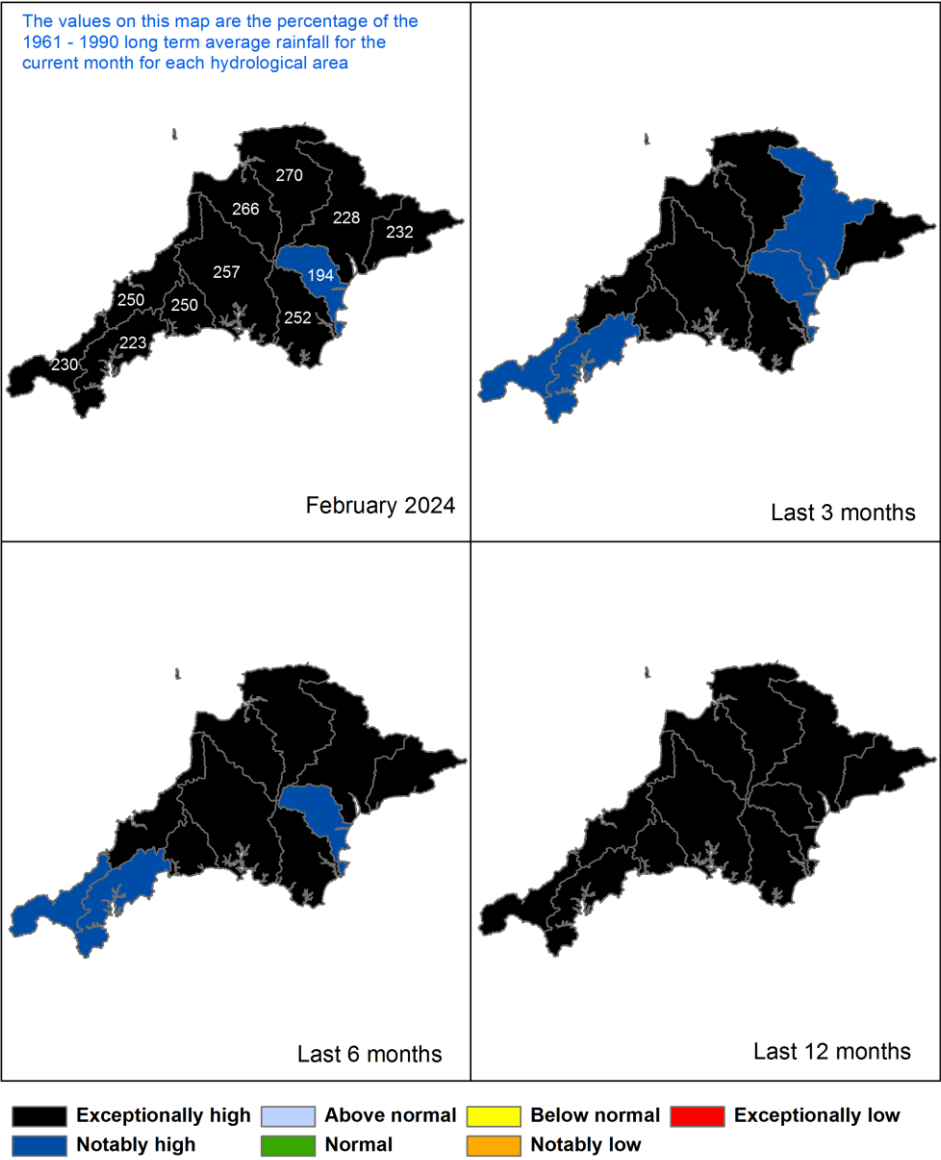 The values on this map are the percentage of the
1961 - 1990 long term average rainfall for the
current month for each hydrological area
270
266
228
232
257
194
250
250
252
223
230
February 2024
Last 3 months
Last 6 months
Last 12 months
Exceptionally high
Above normal
Below normal
Exceptionally low
Notably high
Normal
Notably low